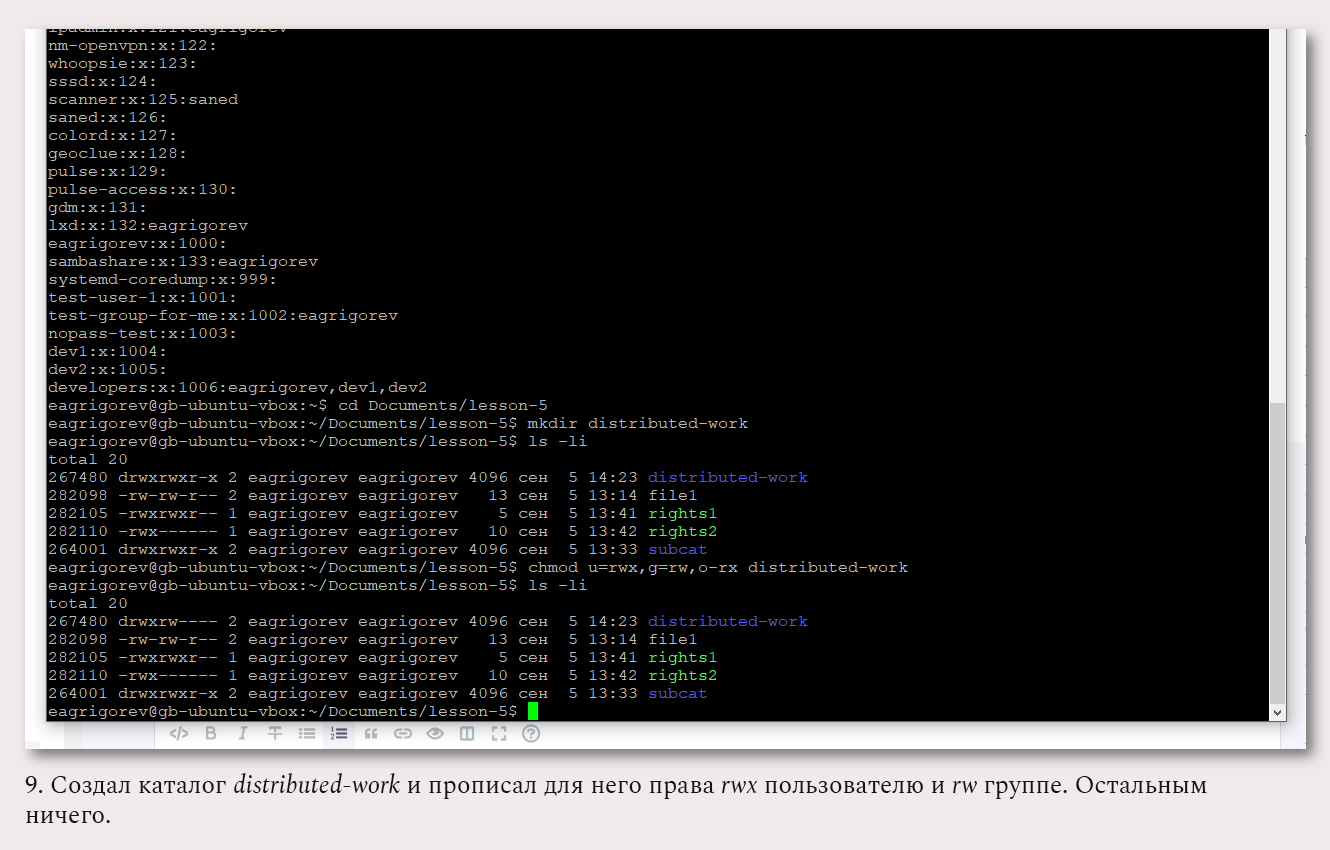 ipadmin:x:121:eagrigorev
nm-openvpn:x:122:
whoopsie:x:123:
sssd:x:124:
scanner:x:125:saned
saned:x:126:
colord:x:127:
geoclue:x:128:
pulse:x:129:
pulse-access:x:130:
gdm:x:131:
lxd:x:132:eagrigorev
eagrigorev:x:1000:
sambashare:x:133:eagrigorev
systemd-coredump:x:999:
test-user-1:x:1001:
test-group-for-me:x:1002:eagrigorev
nopass-test:x:1003:
dev1:x:1004:
dev2:x:1005:
developers:x:1006:eagrigorev,dev1,dev2
eagrigorev@gb-ubuntu-vbox:~$ cd Documents/lesson-5
eagrigorev@gb-ubuntu-vbox:~/Documents/lesson-5$ mkdir distributed-work
eagrigorev@gb-ubuntu-vbox:~/Documents/lesson-5$ ls -li
total 20
267480 drwxrwxr-x 2 eagrigorev eagrigorev 4096 сен  5 14:23 distributed-work
282098 -rw-rw-r-- 2 eagrigorev eagrigorev   13 сен  5 13:14 file1
282105 -rwxrwxr-- 1 eagrigorev eagrigorev    5 сен  5 13:41 rights1
282110 -rwx------ 1 eagrigorev eagrigorev   10 сен  5 13:42 rights2
264001 drwxrwxr-x 2 eagrigorev eagrigorev 4096 сен  5 13:33 subcat
eagrigorev@gb-ubuntu-vbox:~/Documents/lesson-5$ chmod u=rwx,g=rw,o-rx distributed-work
eagrigorev@gb-ubuntu-vbox:~/Documents/lesson-5$ ls -li
total 20
267480 drwxrw---- 2 eagrigorev eagrigorev 4096 сен  5 14:23 distributed-work
282098 -rw-rw-r-- 2 eagrigorev eagrigorev   13 сен  5 13:14 file1
282105 -rwxrwxr-- 1 eagrigorev eagrigorev    5 сен  5 13:41 rights1
282110 -rwx------ 1 eagrigorev eagrigorev   10 сен  5 13:42 rights2
264001 drwxrwxr-x 2 eagrigorev eagrigorev 4096 сен  5 13:33 subcat
eagrigorev@gb-ubuntu-vbox:~/Documents/lesson-5$
9. Создал каталог distributed-work и прописал для него права rwx пользователю и rw группе. Остальным
ничего.